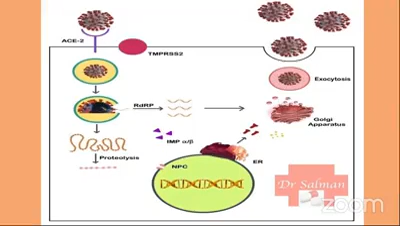 ACE-2
TMPRSS2
Exocytosis
RdRP
Golgi
Apparatus
IMP α/β
Proteolysis
NPC
ER
Dr Salman
zoom